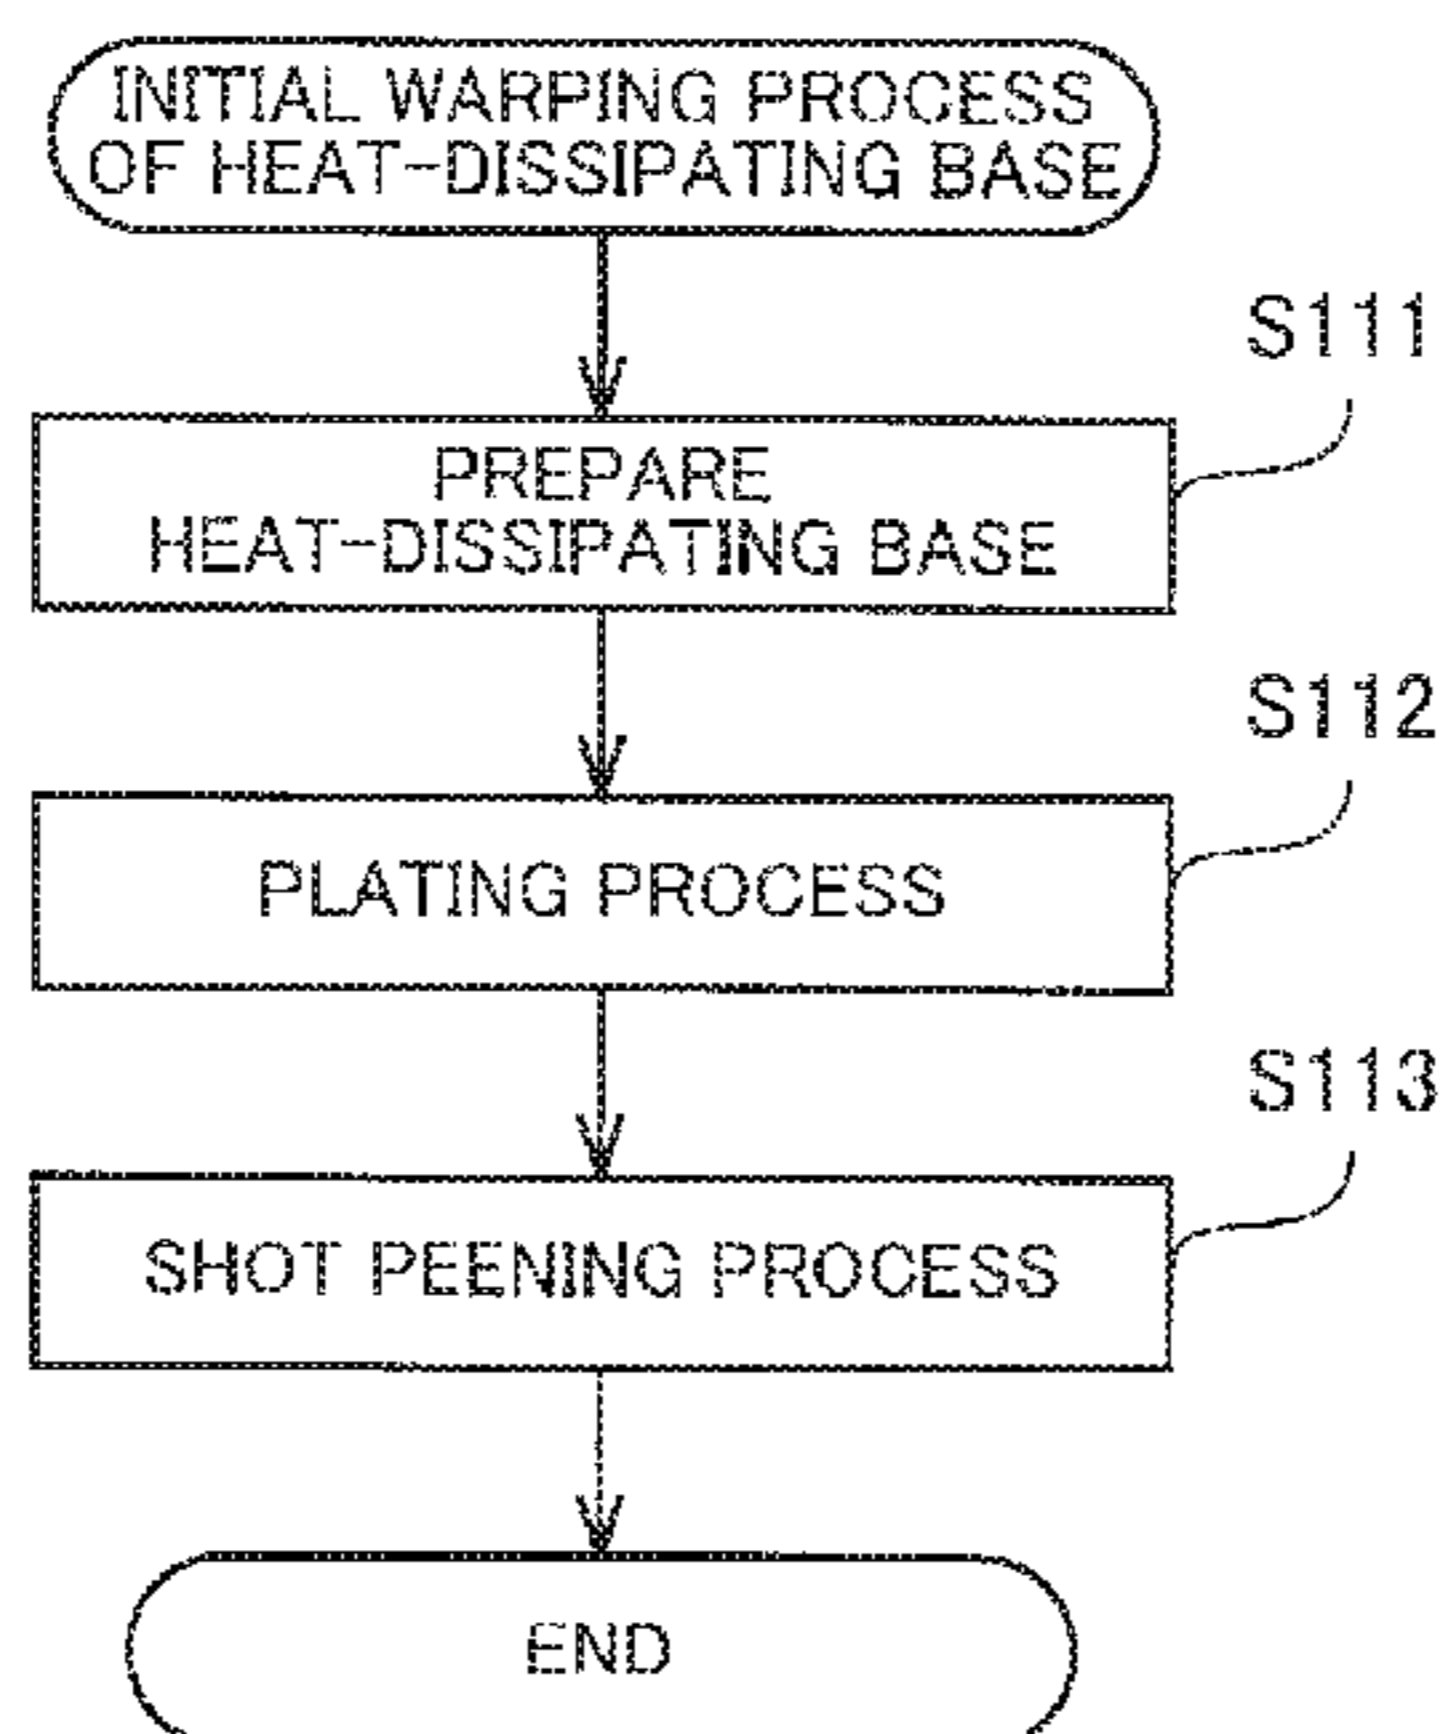 INITIAL WARPING PROCESS
OF HEAT-DISSIPATING BASE
S111
PREPARE
HEAT-DISSIPATING BASE
S112
PLATING PROCESS
S113
SHOT PEENING PROCESS
END